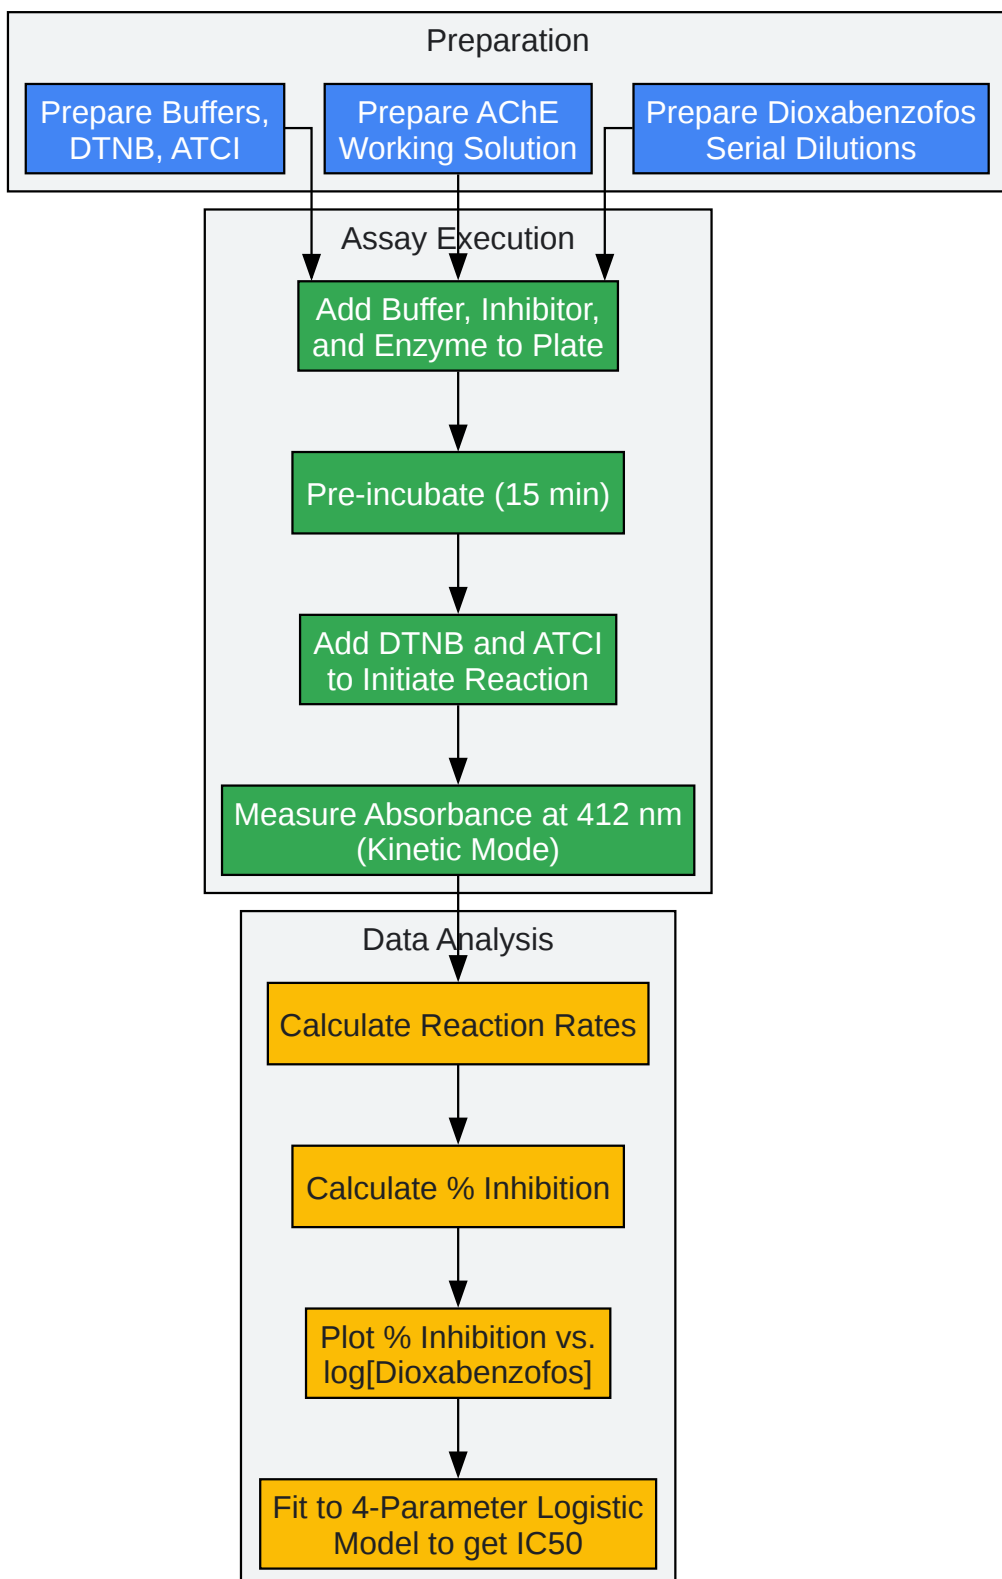 Preparation
Prepare Buffers,
DTNB, ATCI
Prepare AChE
Working Solution
Prepare Dioxabenzofos
Serial Dilutions
Assay Execution
Add Buffer, Inhibitor,
and Enzyme to Plate
Pre-incubate (15 min)
Add DTNB and ATCI
to Initiate Reaction
Measure Absorbance at 412 nm
(Kinetic Mode)
Data Analysis
Calculate Reaction Rates
Calculate % Inhibition
Plot % Inhibition vs.
log[Dioxabenzofos]
Fit to 4-Parameter Logistic
Model to get IC50